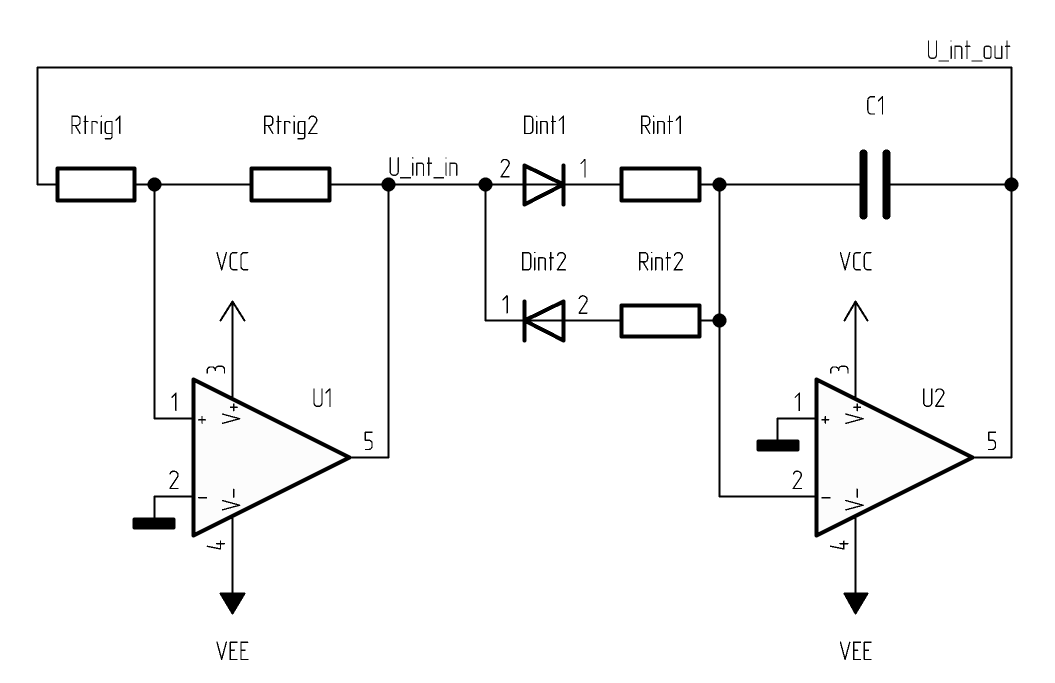 U_int_out
C1
Rtrig1 Rtrig2 Dint1 Rint1
U_int_in 2 1
VCC Dint2 Rint2 VCC
1 2
3 3
U1 U2
1 + V+ 1 + V+
5 5
2 - V- 2 - V-
4 4
VEE VEE